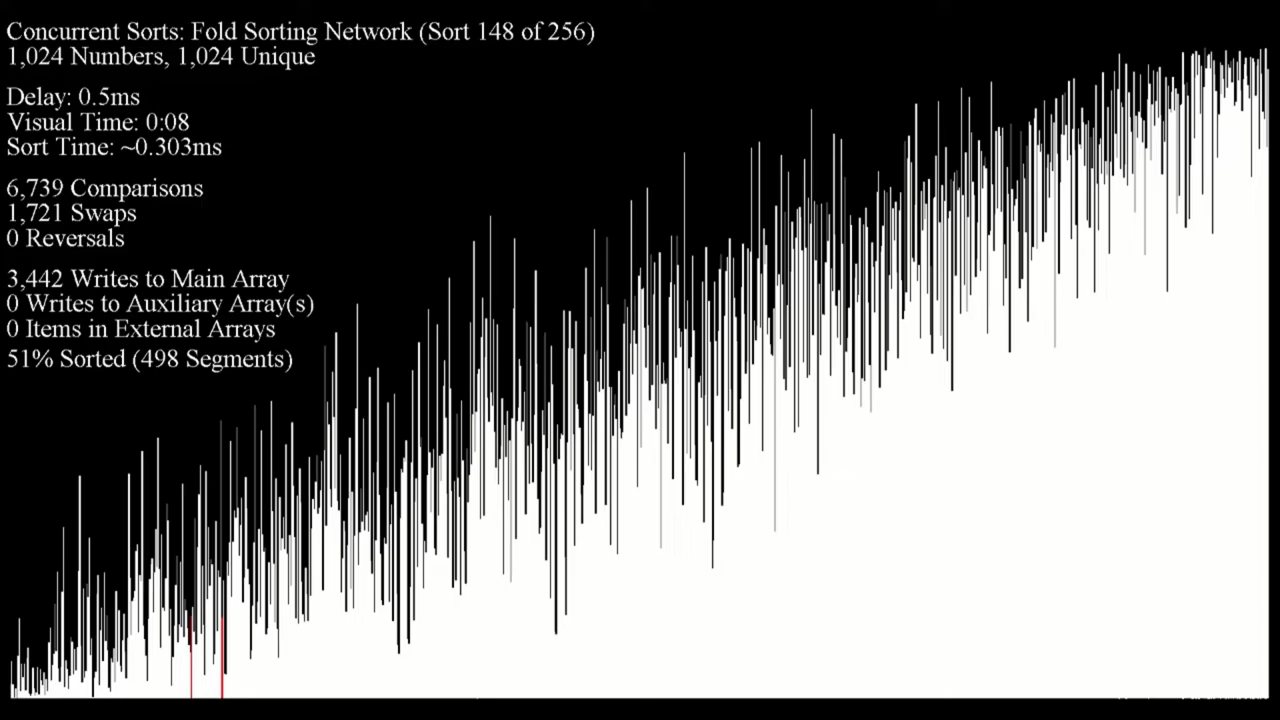 Concurrent Sorts: Fold Sorting Network (Sort 148 of 256)
1,024 Numbers, 1,024 Unique
Delay: 0.5ms
Visual Time: 0:08
Sort Time: ~0.303ms
6,739 Comparisons
1,721 Swaps
0 Reversals
3,442 Writes to Main Array
0 Writes to Auxiliary Array(s)
0 Items in External Arrays
51% Sorted (498 Segments)